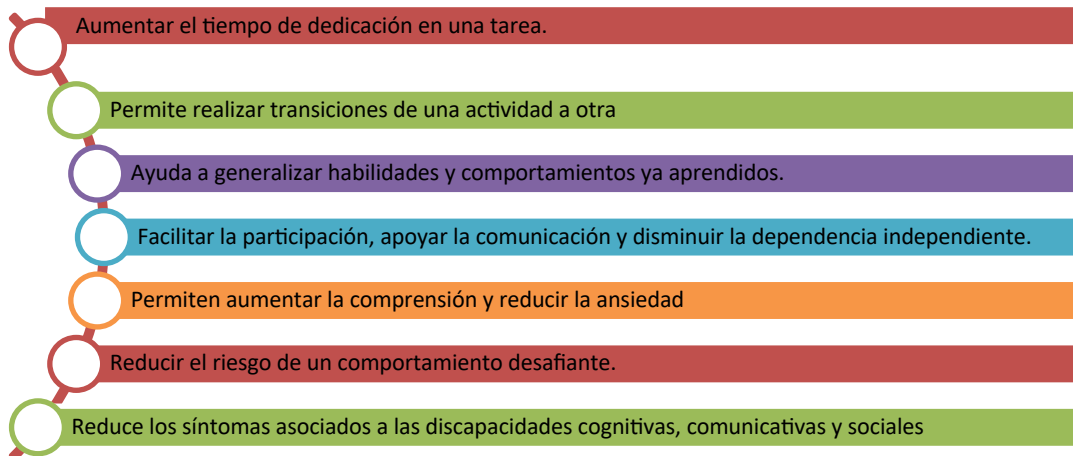 Aumentar el tiempo de dedicación en una tarea.
Permite realizar transiciones de una actividad a otra
Ayuda a generalizar habilidades y comportamientos ya aprendidos.
Facilitar la participación, apoyar la comunicación y disminuir la dependencia independiente.
Permiten aumentar la comprensión y reducir la ansiedad
Reducir el riesgo de un comportamiento desafiante.
Reduce los síntomas asociados a las discapacidades cognitivas, comunicativas y sociales